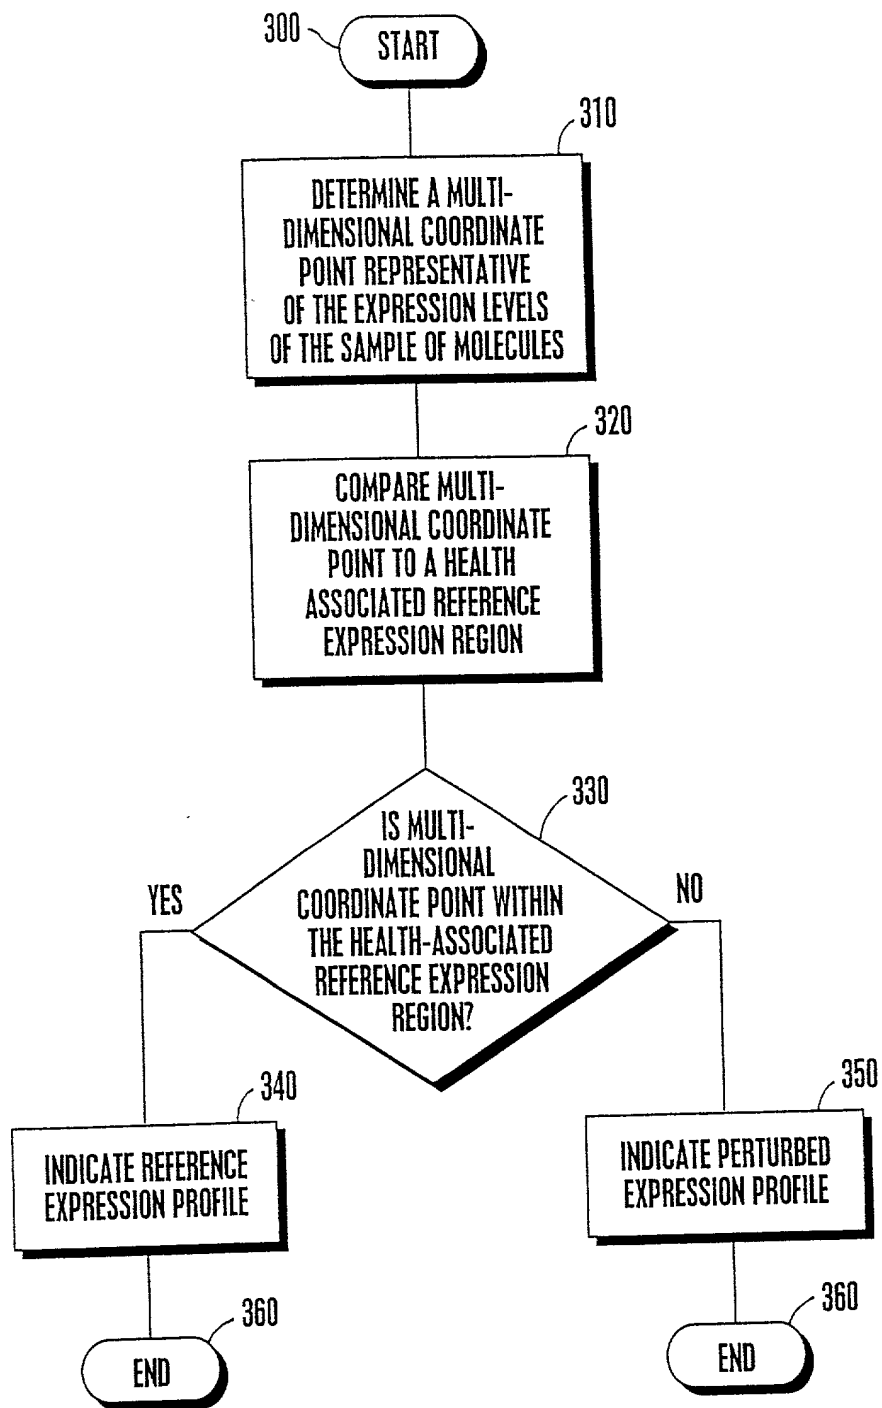 300
START
310
DETERMINE A MULTI-
DIMENSIONAL COORDINATE
POINT REPRESENTATIVE
OF THE EXPRESSION LEVELS
OF THE SAMPLE OF MOLECULES
320
COMPARE MULTI-
DIMENSIONAL COORDINATE
POINT TO A HEALTH
ASSOCIATED REFERENCE
EXPRESSION REGION
330
IS MULTI-
DIMENSIONAL
COORDINATE POINT WITHIN
THE HEALTH-ASSOCIATED
REFERENCE EXPRESSION
REGION?
YES
NO
340
INDICATE REFERENCE
EXPRESSION PROFILE
350
INDICATE PERTURBED
EXPRESSION PROFILE
360
END
360
END